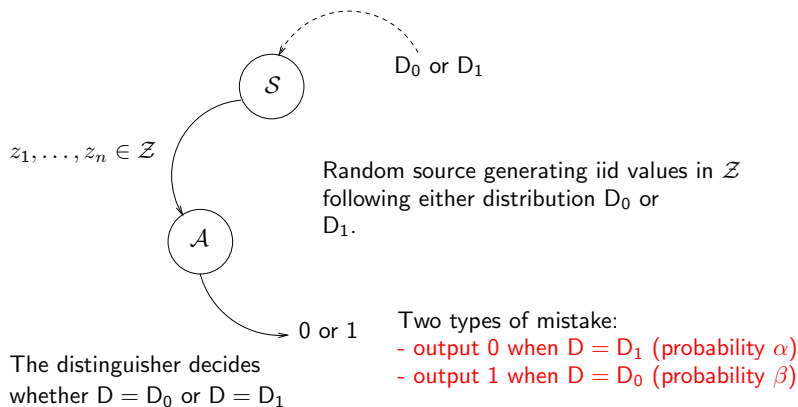 D₀ or D₁
𝒮
z₁, . . . , zₙ ∈ 𝒵
Random source generating iid values in 𝒵
following either distribution D₀ or
D₁.
𝒜
0 or 1
The distinguisher decides
whether D = D₀ or D = D₁
Two types of mistake:
- output 0 when D = D₁ (probability α)
- output 1 when D = D₀ (probability β)